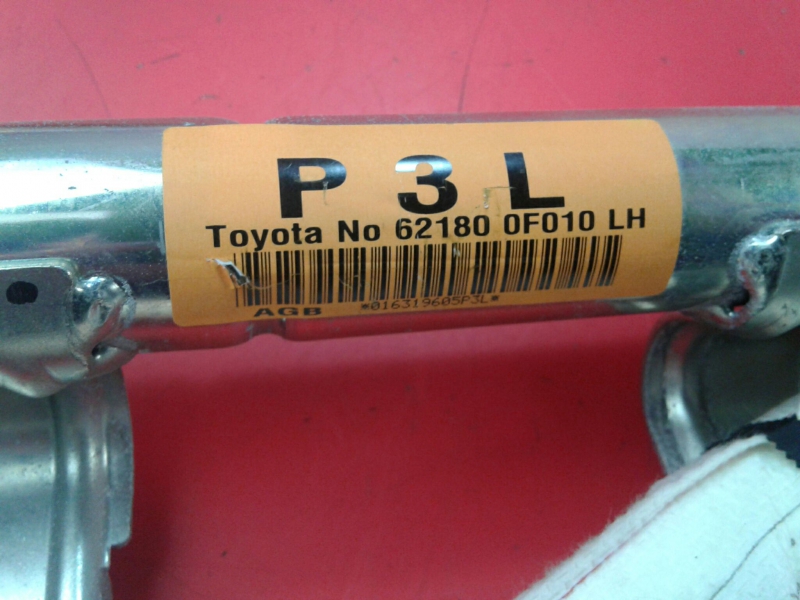 P 3 L
Toyota No 62180 0F010 LH
AGB *016319605P3L*